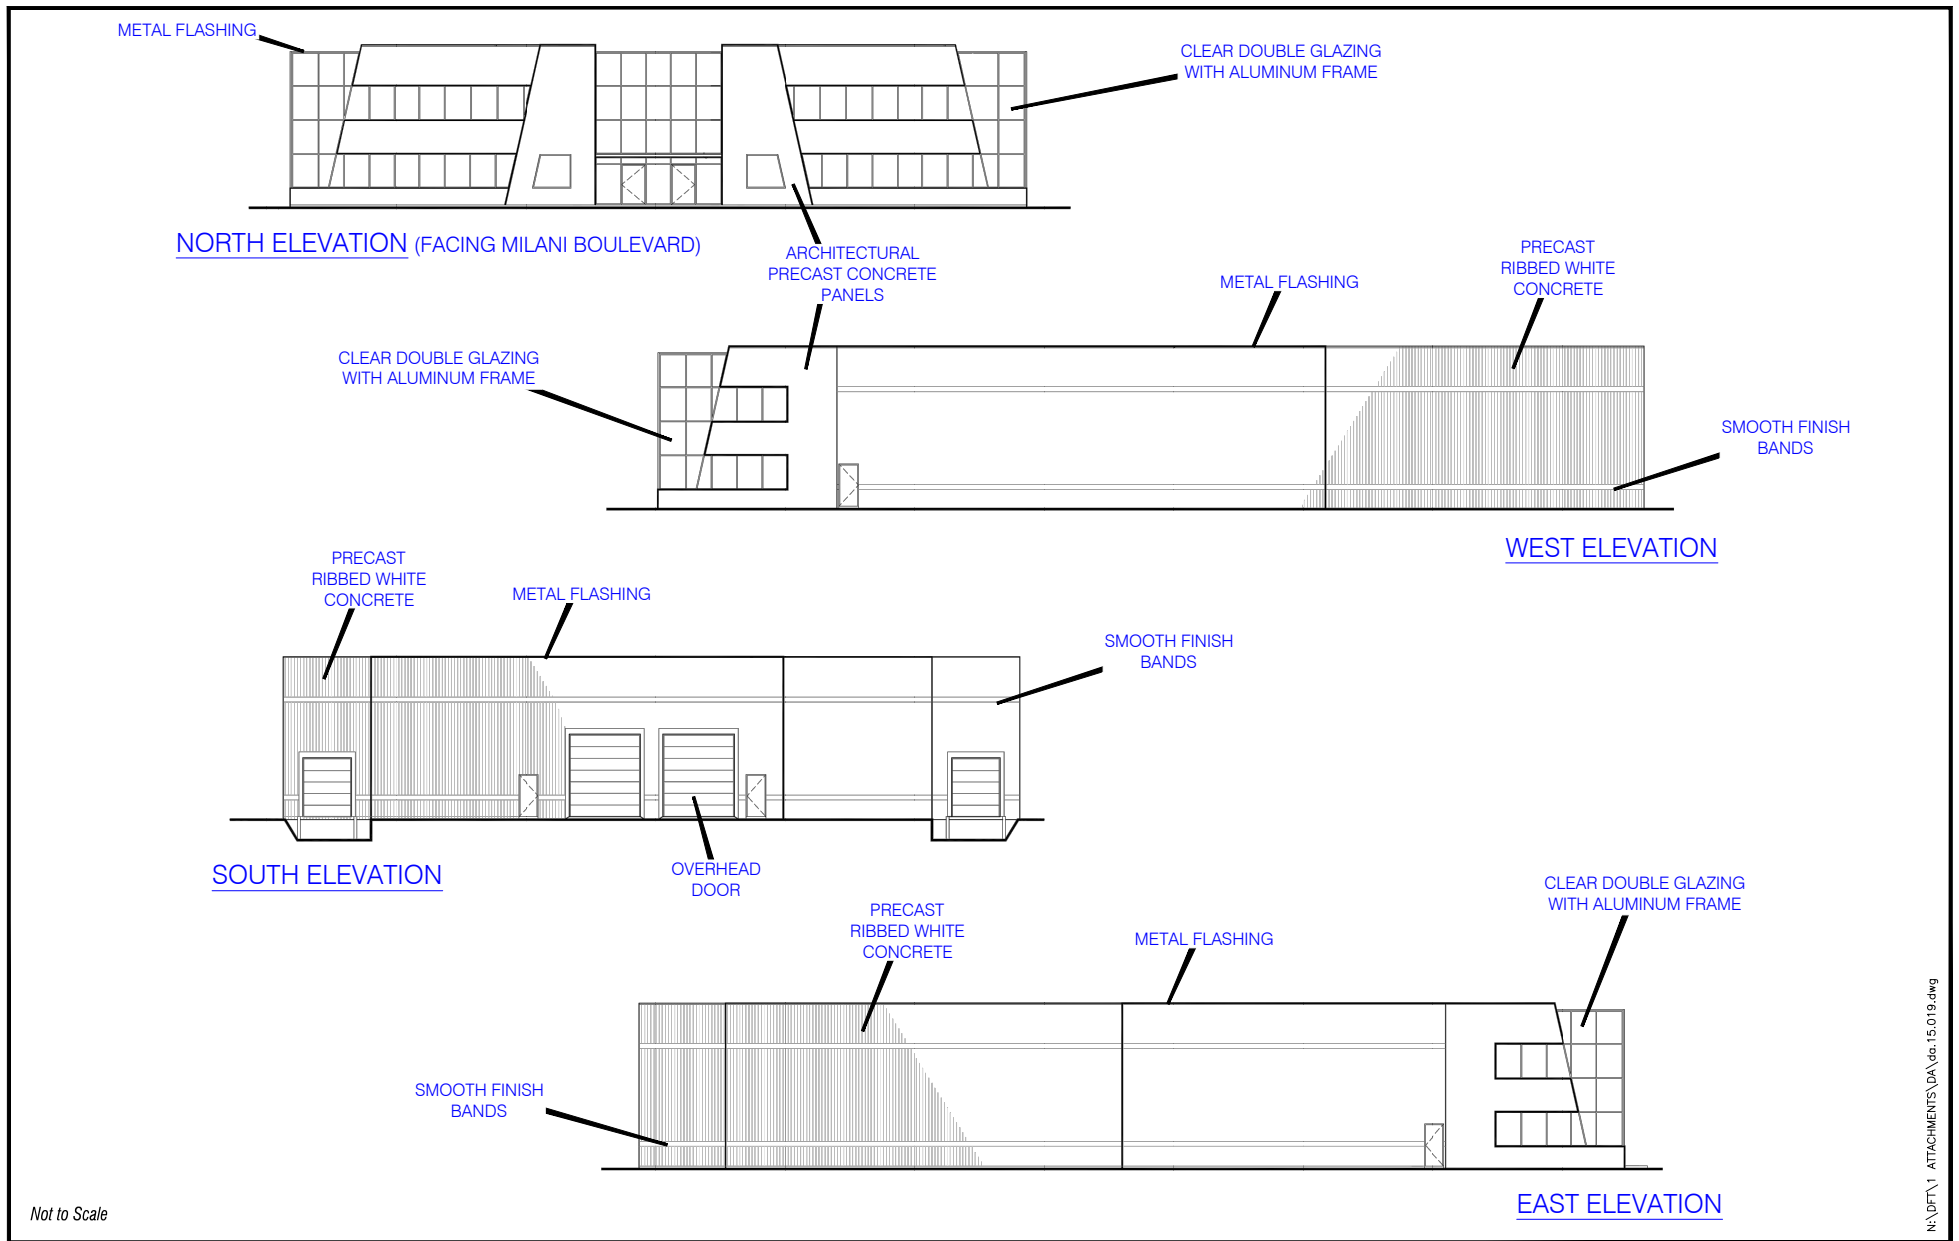 METAL FLASHING
CLEAR DOUBLE GLAZING
WITH ALUMINUM FRAME
NORTH ELEVATION (FACING MILANI BOULEVARD)
ARCHITECTURAL
PRECAST CONCRETE
PANELS
METAL FLASHING
PRECAST
RIBBED WHITE
CONCRETE
CLEAR DOUBLE GLAZING
WITH ALUMINUM FRAME
SMOOTH FINISH
BANDS
WEST ELEVATION
PRECAST
RIBBED WHITE
CONCRETE
METAL FLASHING
SMOOTH FINISH
BANDS
SOUTH ELEVATION
OVERHEAD
DOOR
PRECAST
RIBBED WHITE
CONCRETE
METAL FLASHING
CLEAR DOUBLE GLAZING
WITH ALUMINUM FRAME
SMOOTH FINISH
BANDS
EAST ELEVATION
Not to Scale
N:\DFT\1 ATTACHMENTS\DA\da.15.019.dwg